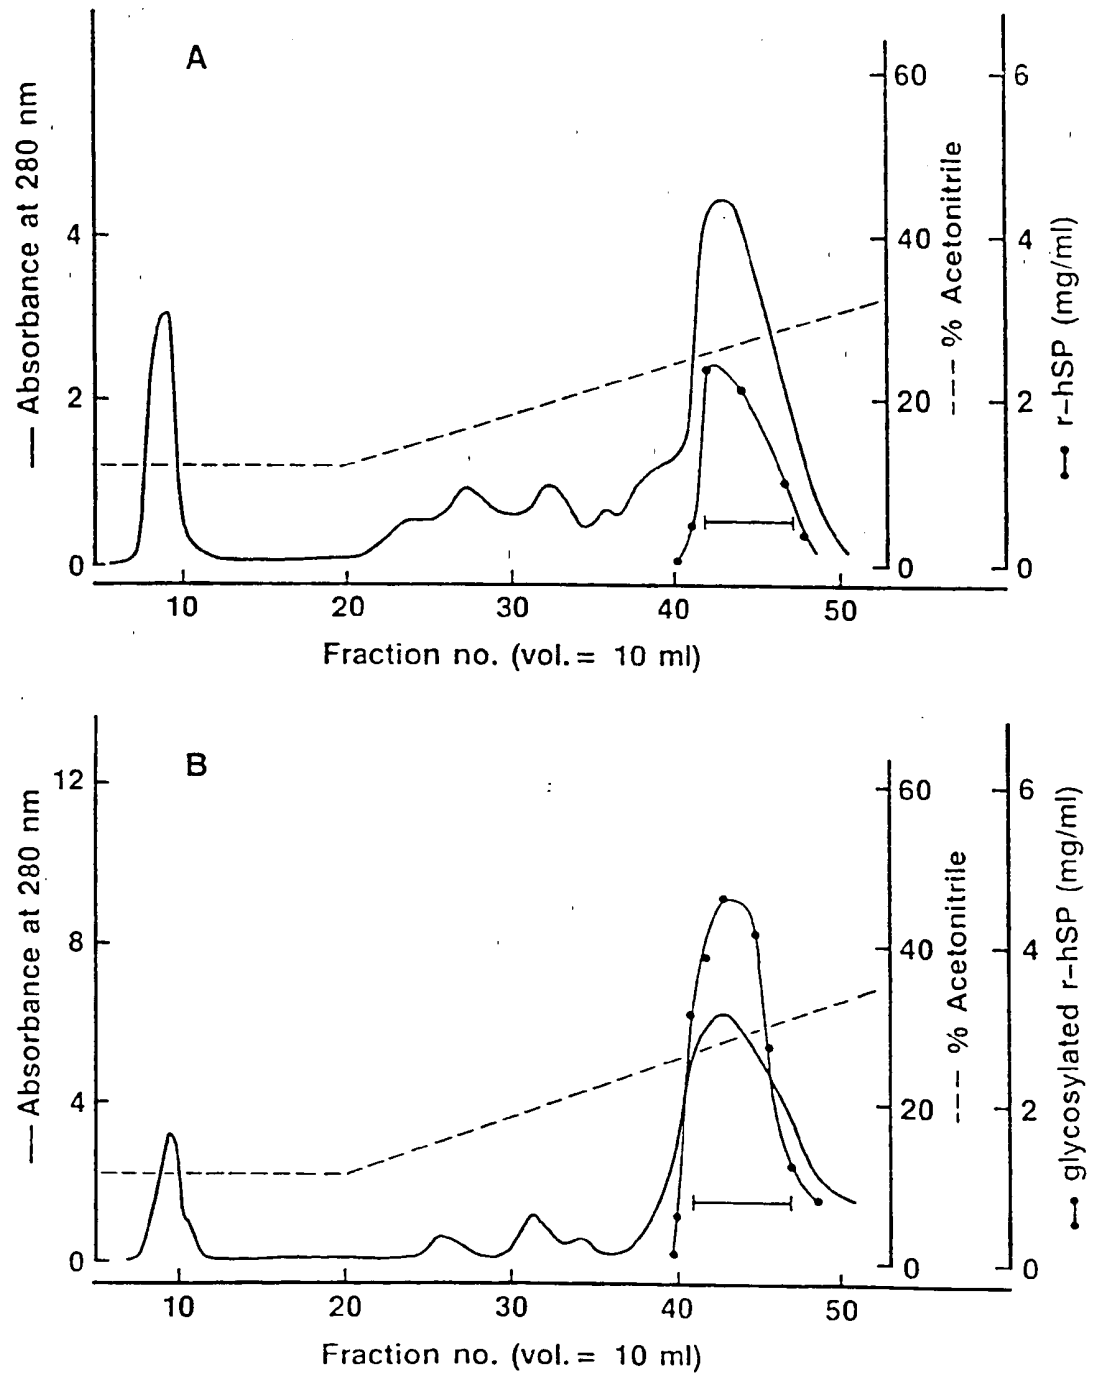 A
— Absorbance at 280 nm
4
2
0
60
40
20
0
--- % Acetonitrile
6
4
2
0
r-hSP (mg/ml)
10 20 30 40 50
Fraction no. (vol. = 10 ml)
B
— Absorbance at 280 nm
12
8
4
0
60
40
20
0
--- % Acetonitrile
6
4
2
0
glycosylated r-hSP (mg/ml)
10 20 30 40 50
Fraction no. (vol. = 10 ml)